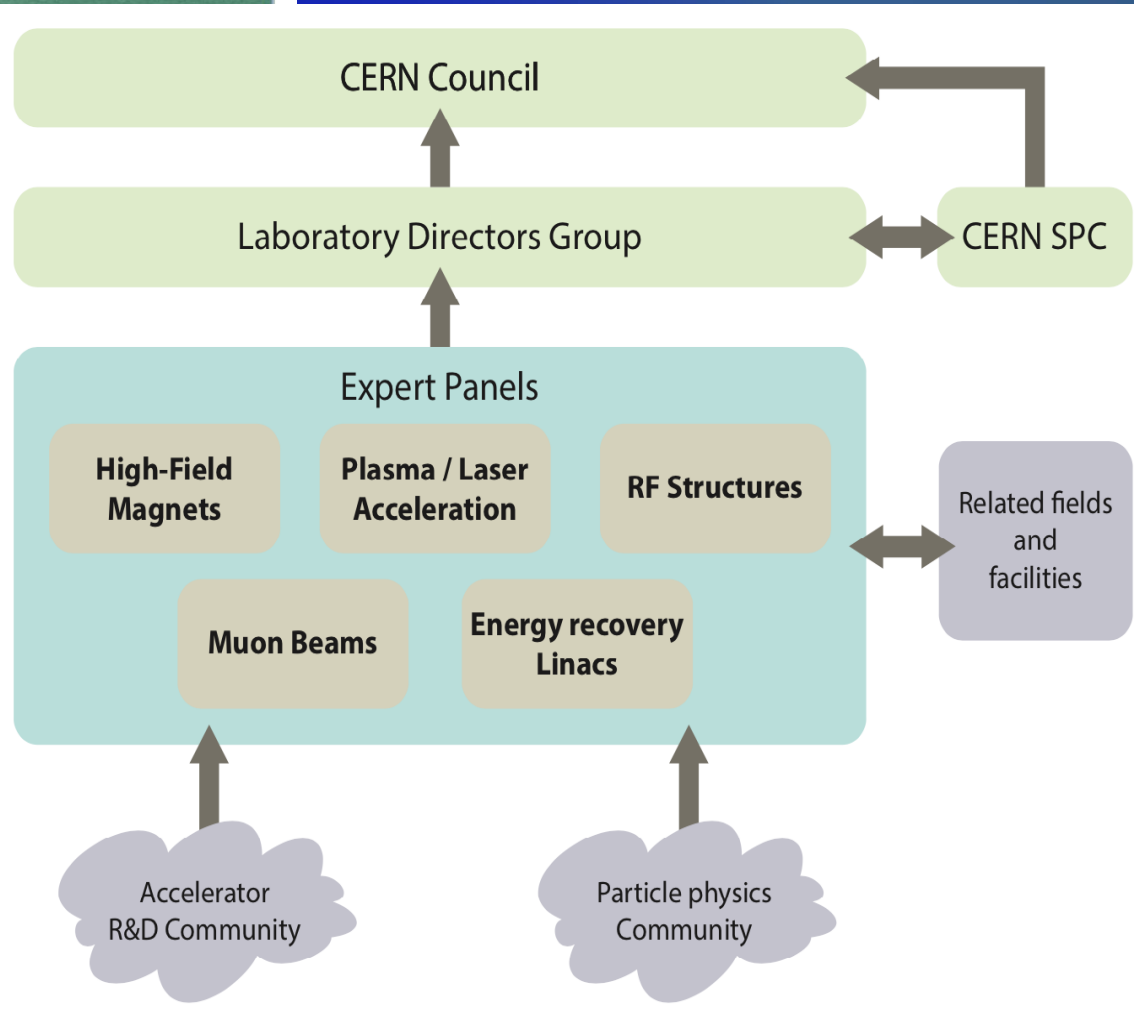 CERN Council
Laboratory Directors Group
CERN SPC
Expert Panels
High-Field
Magnets
Plasma / Laser
Acceleration
RF Structures
Related fields
and
facilities
Muon Beams
Energy recovery
Linacs
Accelerator
R&D Community
Particle physics
Community